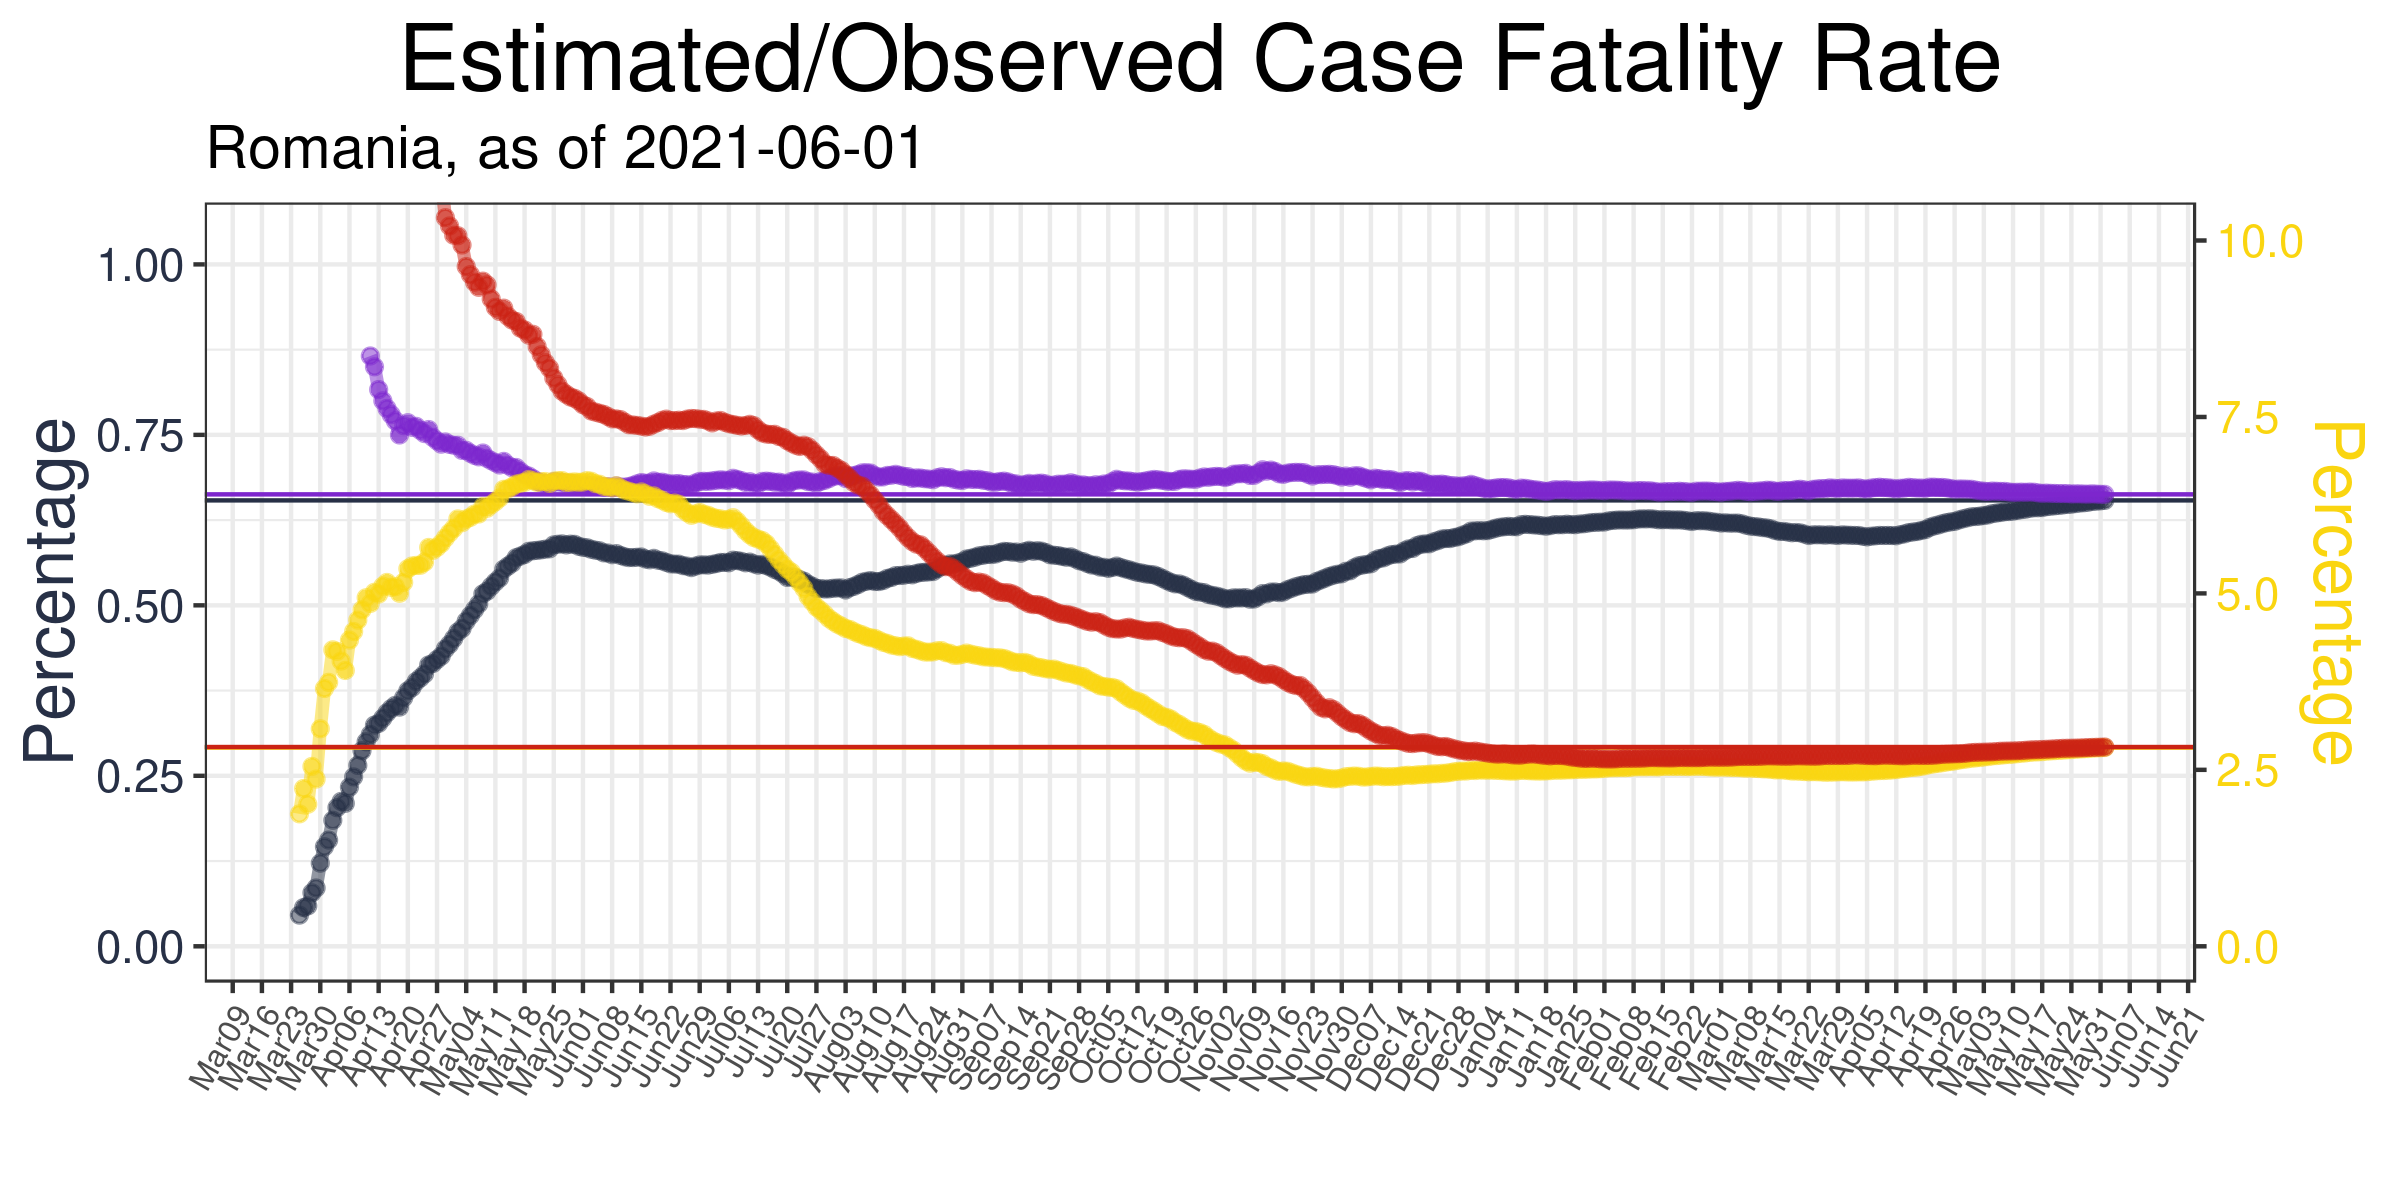 Estimated/Observed Case Fatality Rate
Romania, as of 2021-06-01
Percentage
1.00
0.75
0.50
0.25
0.00
10.0
7.5
5.0
2.5
0.0
Percentage
Mar09
Mar16
Mar23
Mar30
Apr06
Apr13
Apr20
Apr27
May04
May11
May18
May25
Jun01
Jun08
Jun15
Jun22
Jun29
Jul06
Jul13
Jul20
Jul27
Aug03
Aug10
Aug17
Aug24
Aug31
Sep07
Sep14
Sep21
Sep28
Oct05
Oct12
Oct19
Oct26
Nov02
Nov09
Nov16
Nov23
Nov30
Dec07
Dec14
Dec21
Dec28
Jan04
Jan11
Jan18
Jan25
Feb01
Feb08
Feb15
Feb22
Mar01
Mar08
Mar15
Mar22
Mar29
Apr05
Apr12
Apr19
Apr26
May03
May10
May17
May24
May31
Jun07
Jun14
Jun21